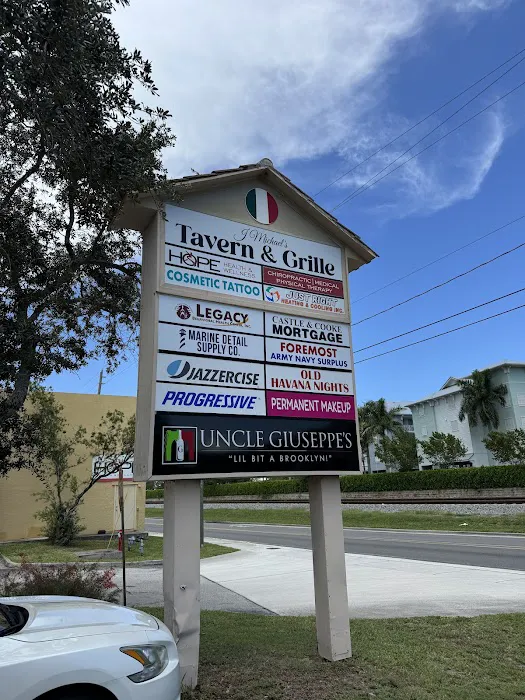 J Michael's
Tavern & Grille
HOPE HEALTH & WELLNESS
CHIROPRACTIC | MEDICAL
PHYSICAL THERAPY
COSMETIC TATTOO
JUST RIGHT
HEATING & COOLING INC.
LEGACY
CASTLE & COOKE
MORTGAGE
MARINE DETAIL
SUPPLY CO.
FOREMOST
ARMY NAVY SURPLUS
JAZZERCISE
OLD
HAVANA NIGHTS
PROGRESSIVE
PERMANENT MAKEUP
UNCLE GIUSEPPE'S
"LIL BIT A BROOKLYN!"